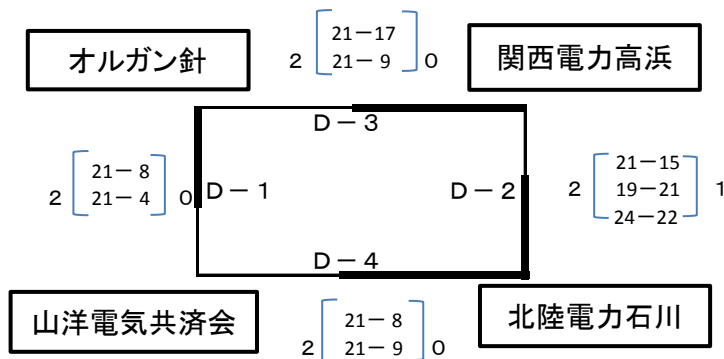 オルガン針
2 21－17 0
21－ 9
関西電力高浜
D－3
2 21－ 8 0
21－ 4
D－1
D－2
2 21－15 1
19－21
24－22
D－4
山洋電気共済会
2 21－ 8 0
21－ 9
北陸電力石川